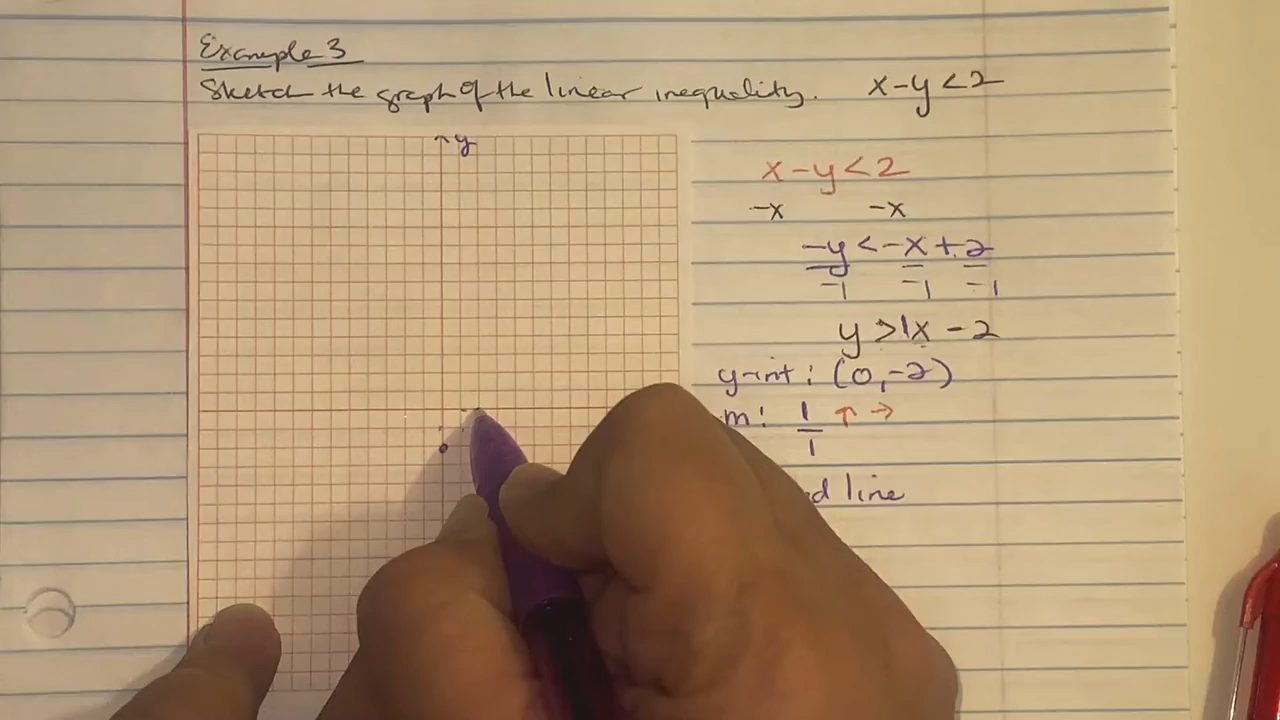 Example 3
Sketch the graph of the linear inequality. x-y<2
y
x-y<2
-x -x
-y<-x+2
-1 -1 -1
y>1x-2
y-int: (0,-2)
m: 1/1 ↑ →
line